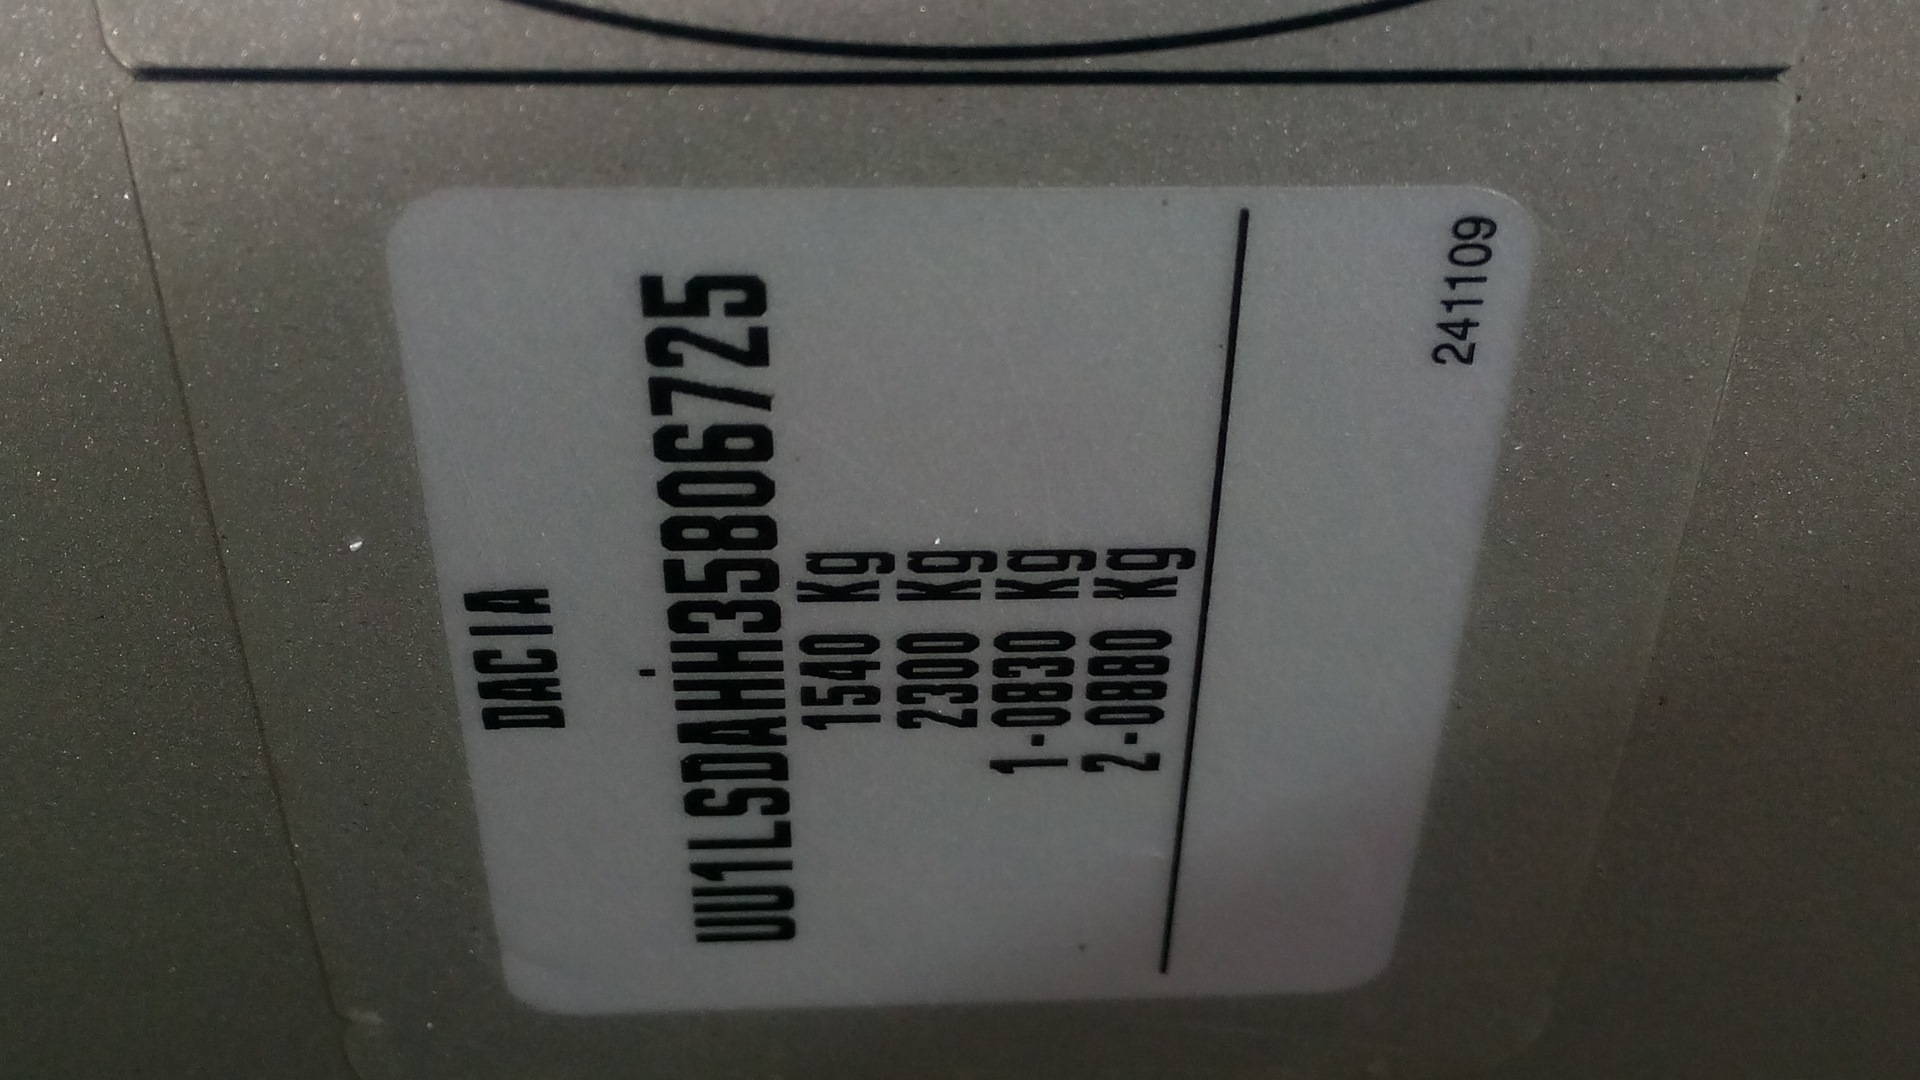 DACIA
UU1LSDAHH35806725
1540 Kg
2300 Kg
1-0830 Kg
2-0880 Kg
241109